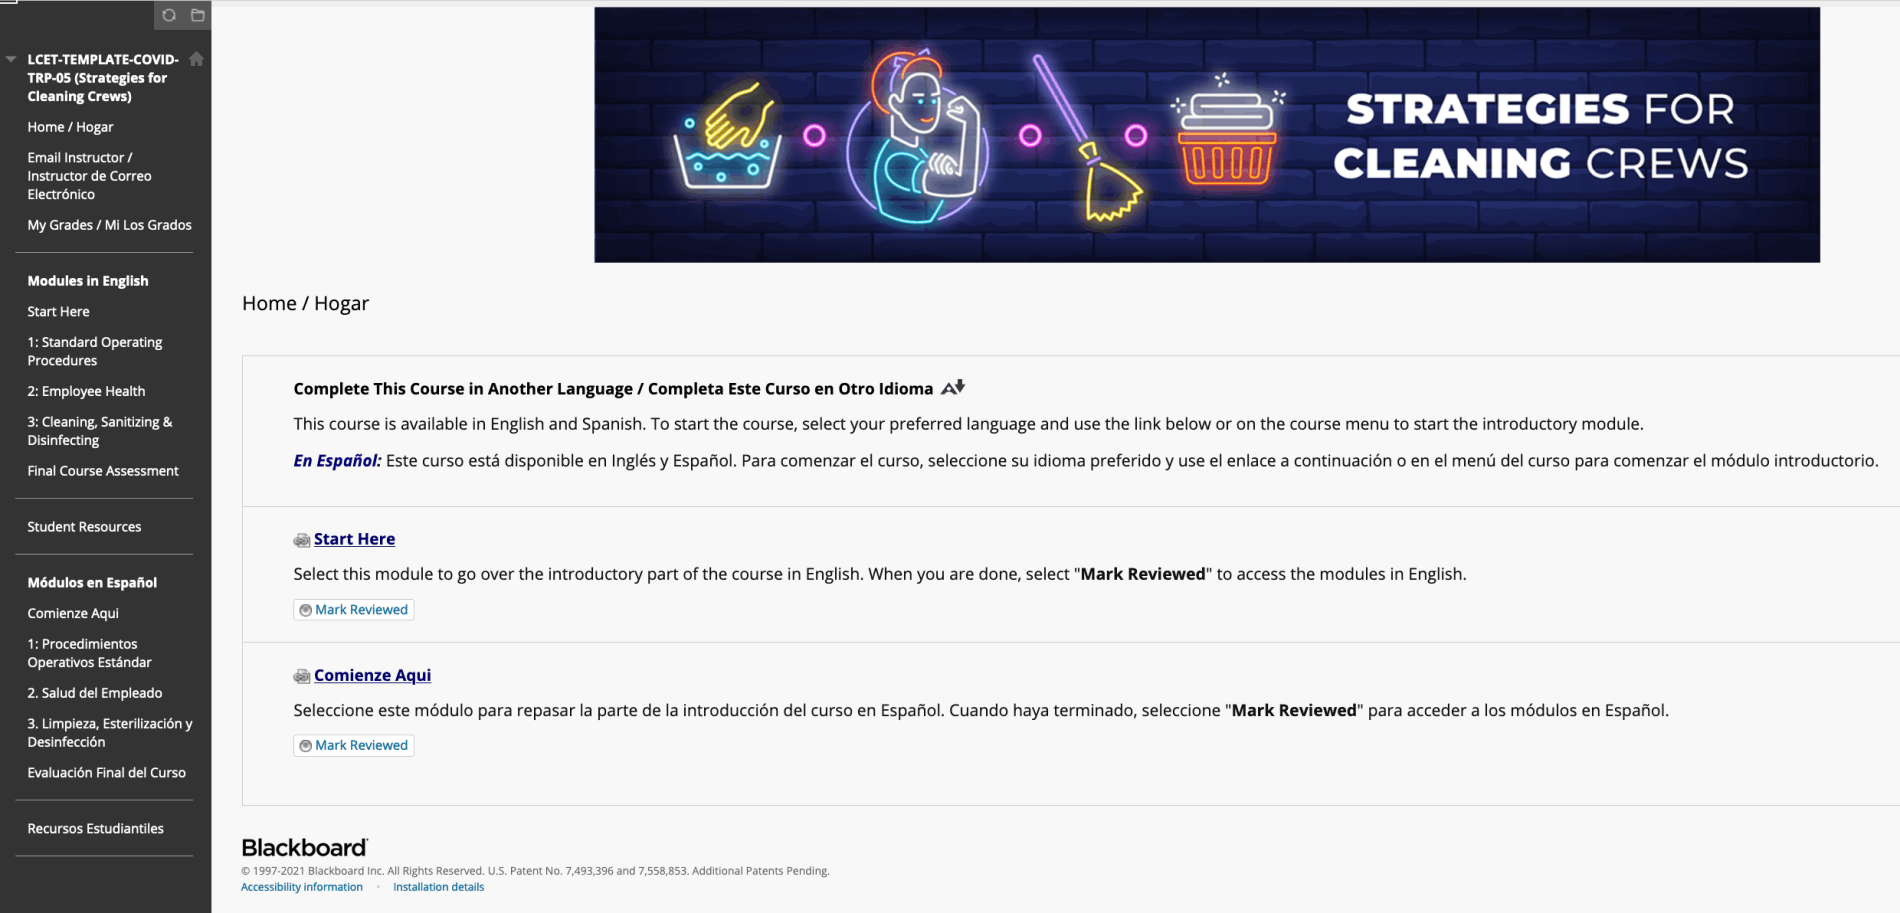 LCET-TEMPLATE-COVID-
TRP-05 (Strategies for
Cleaning Crews)
Home / Hogar
Email Instructor /
Instructor de Correo
Electrónico
My Grades / Mi Los Grados
Modules in English
Start Here
1: Standard Operating
Procedures
2: Employee Health
3: Cleaning, Sanitizing &
Disinfecting
Final Course Assessment
Student Resources
Módulos en Español
Comienze Aqui
1: Procedimientos
Operativos Estándar
2. Salud del Empleado
3. Limpieza, Esterilización y
Desinfección
Evaluación Final del Curso
Recursos Estudiantiles
STRATEGIES FOR
CLEANING CREWS
Home / Hogar
Complete This Course in Another Language / Completa Este Curso en Otro Idioma
This course is available in English and Spanish. To start the course, select your preferred language and use the link below or on the course menu to start the introductory module.
En Español: Este curso está disponible en Inglés y Español. Para comenzar el curso, seleccione su idioma preferido y use el enlace a continuación o en el menú del curso para comenzar el módulo introductorio.
Start Here
Select this module to go over the introductory part of the course in English. When you are done, select "Mark Reviewed" to access the modules in English.
Mark Reviewed
Comienze Aqui
Seleccione este módulo para repasar la parte de la introducción del curso en Español. Cuando haya terminado, seleccione "Mark Reviewed" para acceder a los módulos en Español.
Mark Reviewed
Blackboard
© 1997-2021 Blackboard Inc. All Rights Reserved. U.S. Patent No. 7,493,396 and 7,558,853. Additional Patents Pending.
Accessibility information · Installation details